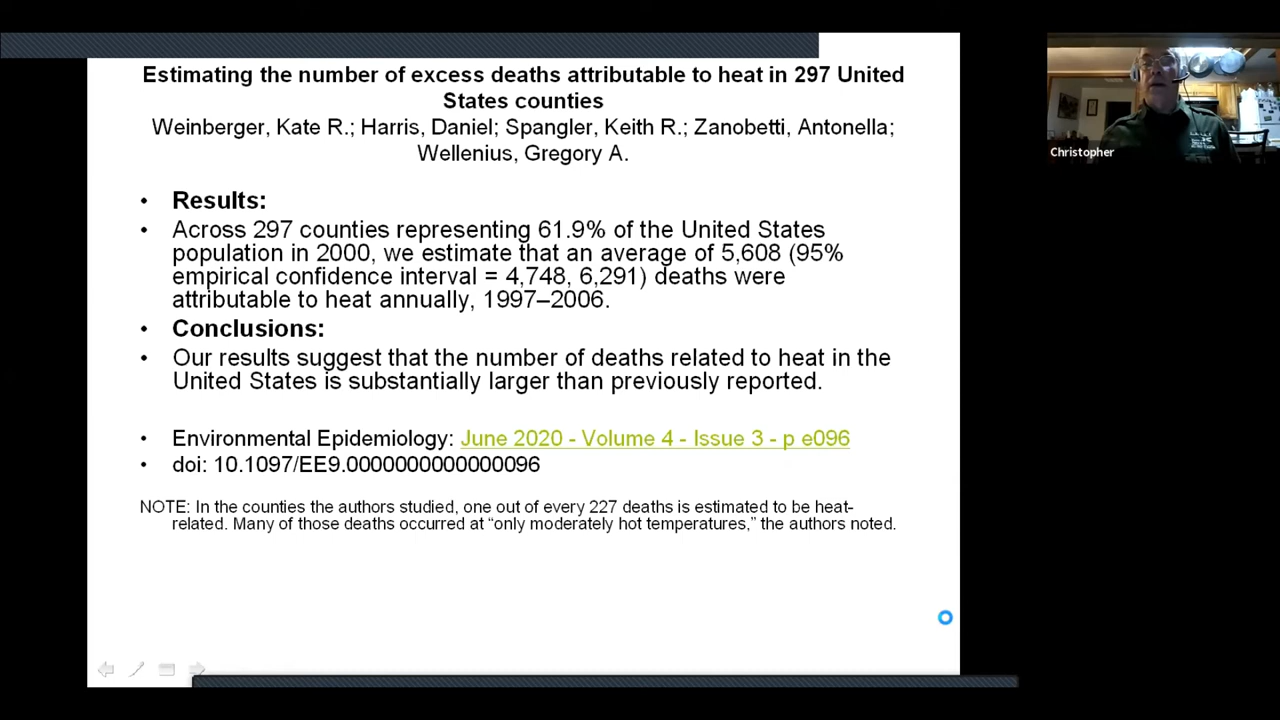 Estimating the number of excess deaths attributable to heat in 297 United
States counties
Weinberger, Kate R.; Harris, Daniel; Spangler, Keith R.; Zanobetti, Antonella;
Wellenius, Gregory A.
• Results:
• Across 297 counties representing 61.9% of the United States
population in 2000, we estimate that an average of 5,608 (95%
empirical confidence interval = 4,748, 6,291) deaths were
attributable to heat annually, 1997–2006.
• Conclusions:
• Our results suggest that the number of deaths related to heat in the
United States is substantially larger than previously reported.
• Environmental Epidemiology: June 2020 - Volume 4 - Issue 3 - p e096
• doi: 10.1097/EE9.0000000000000096
NOTE: In the counties the authors studied, one out of every 227 deaths is estimated to be heat-
related. Many of those deaths occurred at “only moderately hot temperatures,” the authors noted.
Christopher